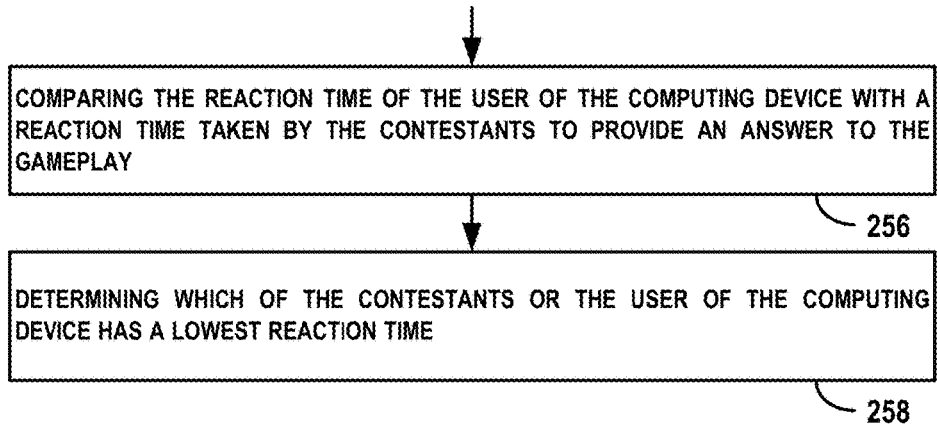 COMPARING THE REACTION TIME OF THE USER OF THE COMPUTING DEVICE WITH A
REACTION TIME TAKEN BY THE CONTESTANTS TO PROVIDE AN ANSWER TO THE
GAMEPLAY
256
DETERMINING WHICH OF THE CONTESTANTS OR THE USER OF THE COMPUTING
DEVICE HAS A LOWEST REACTION TIME
258